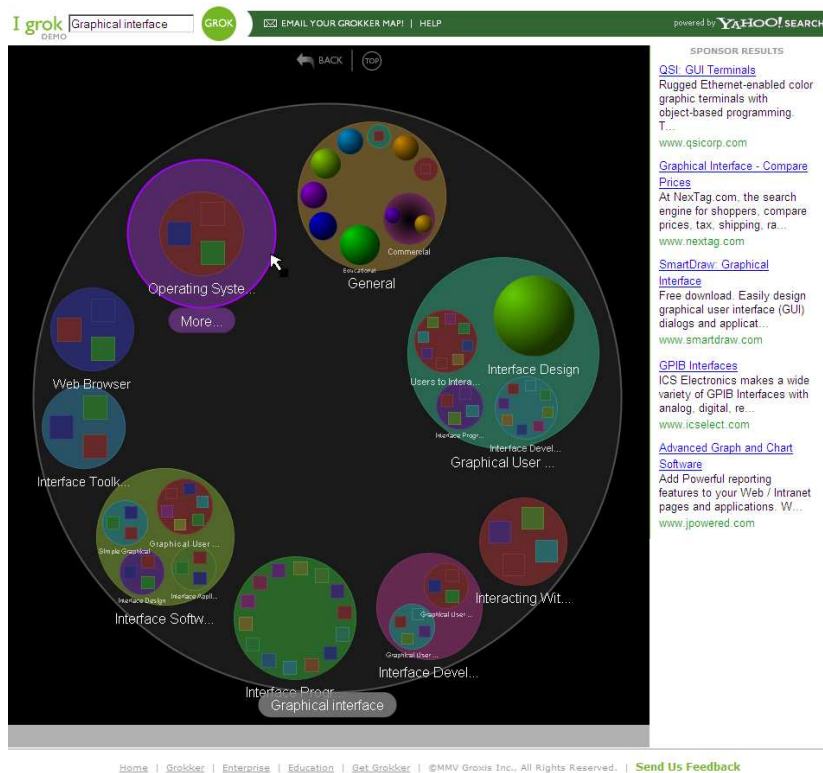 I grok
DEMO
Graphical interface
GROK
EMAIL YOUR GROKKER MAP! | HELP
powered by YAHOO! SEARCH
BACK
TOP
SPONSOR RESULTS
QSI: GUI Terminals
Rugged Ethernet-enabled color
graphic terminals with
object-based programming.
T...
www.qsicorp.com
Graphical Interface - Compare
Prices
At NexTag.com, the search
engine for shoppers, compare
prices, tax, shipping, ra...
www.nextag.com
SmartDraw: Graphical
Interface
Free download. Easily design
graphical user interface (GUI)
dialogs and applicat...
www.smartdraw.com
GPIB Interfaces
ICS Electronics makes a wide
variety of GPIB Interfaces with
analog, digital, re...
www.icselect.com
Advanced Graph and Chart
Software
Add Powerful reporting
features to your Web / Intranet
pages and applications. W...
www.jpowered.com
Commercial
Educational
General
Operating Syste...
More...
Interface Design
Users to Intera...
Web Browser
Interface Progr...
Interface Devel...
Graphical User ...
Interface Toolk...
Graphical User ...
Simple Graphical
Interface Design
Interface Appli...
Interacting Wit...
Interface Softw...
Graphical User ...
Graphical User ...
Interface Devel...
Interface Progr...
Graphical interface
Home | Grokker | Enterprise | Education | Get Grokker | ©MMV Groxis Inc., All Rights Reserved. | Send Us Feedback